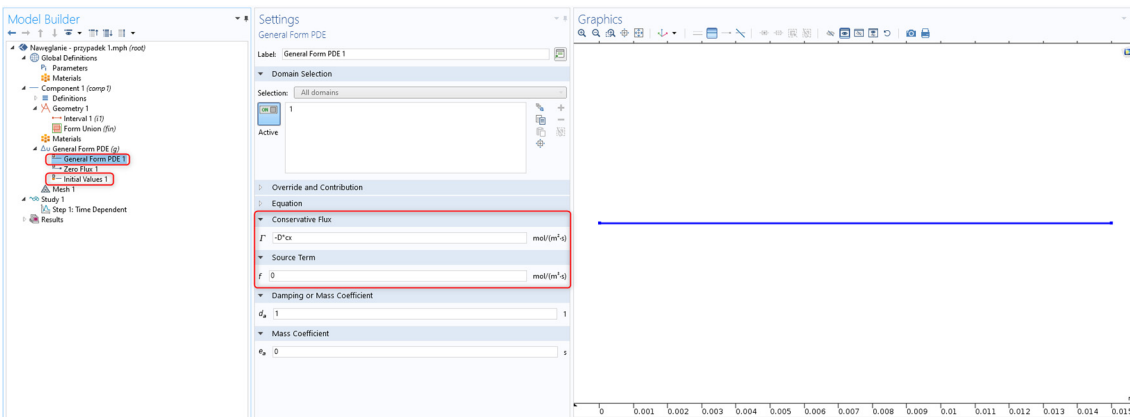 Model Builder
Nawęglanie - przypadek 1.mph (root)
Global Definitions
Pi Parameters
Materials
Component 1 (comp1)
Definitions
Geometry 1
Interval 1 (i1)
Form Union (fin)
Materials
Δu General Form PDE (g)
General Form PDE 1
Zero Flux 1
Initial Values 1
Mesh 1
Study 1
Step 1: Time Dependent
Results
Settings
General Form PDE
Label: General Form PDE 1
Domain Selection
Selection: All domains
1
Active
Override and Contribution
Equation
Conservative Flux
Γ -D*cx mol/(m²·s)
Source Term
f 0 mol/(m³·s)
Damping or Mass Coefficient
da 1 1
Mass Coefficient
ea 0 s
Graphics
0 0.001 0.002 0.003 0.004 0.005 0.006 0.007 0.008 0.009 0.01 0.011 0.012 0.013 0.014